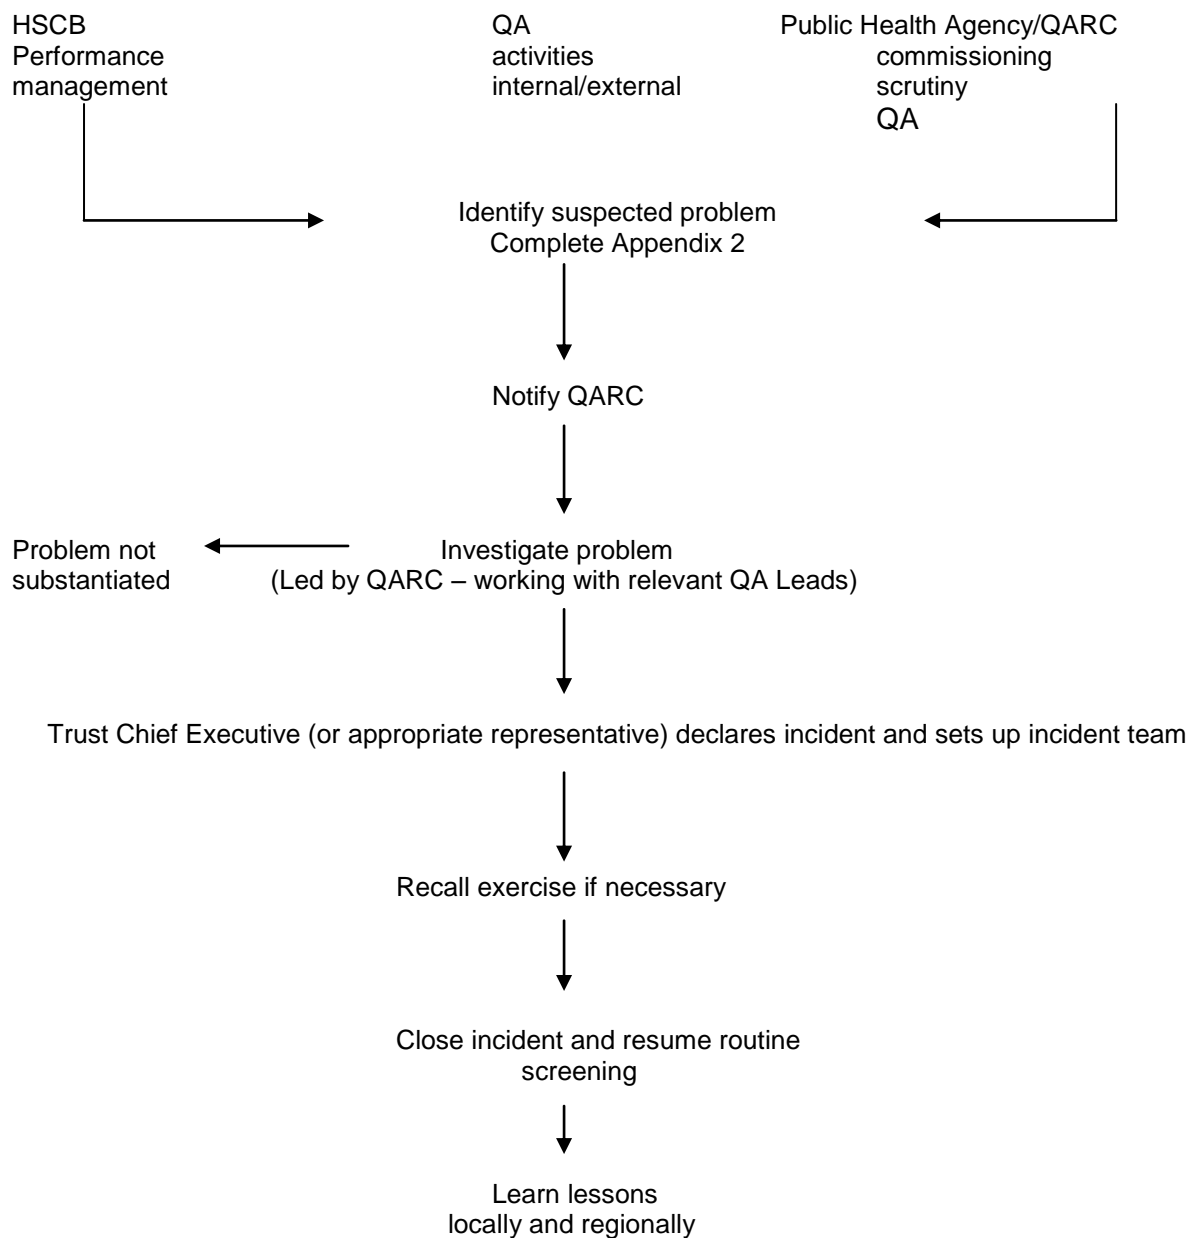 HSCB
Performance
management
QA
activities
internal/external
Public Health Agency/QARC
commissioning
scrutiny
QA
Identify suspected problem
Complete Appendix 2
Notify QARC
Problem not
substantiated
Investigate problem
(Led by QARC – working with relevant QA Leads)
Trust Chief Executive (or appropriate representative) declares incident and sets up incident team
Recall exercise if necessary
Close incident and resume routine
screening
Learn lessons
locally and regionally